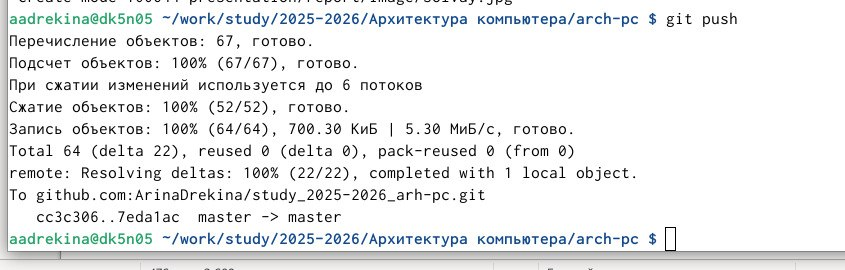 aadrekina@dk5n05 ~/work/study/2025-2026/Архитектура компьютера/arch-pc $ git push
Перечисление объектов: 67, готово.
Подсчет объектов: 100% (67/67), готово.
При сжатии изменений используется до 6 потоков
Сжатие объектов: 100% (52/52), готово.
Запись объектов: 100% (64/64), 700.30 КиБ | 5.30 МиБ/с, готово.
Total 64 (delta 22), reused 0 (delta 0), pack-reused 0 (from 0)
remote: Resolving deltas: 100% (22/22), completed with 1 local object.
To github.com:ArinaDrekina/study_2025-2026_arh-pc.git
   cc3c306..7eda1ac  master -> master
aadrekina@dk5n05 ~/work/study/2025-2026/Архитектура компьютера/arch-pc $